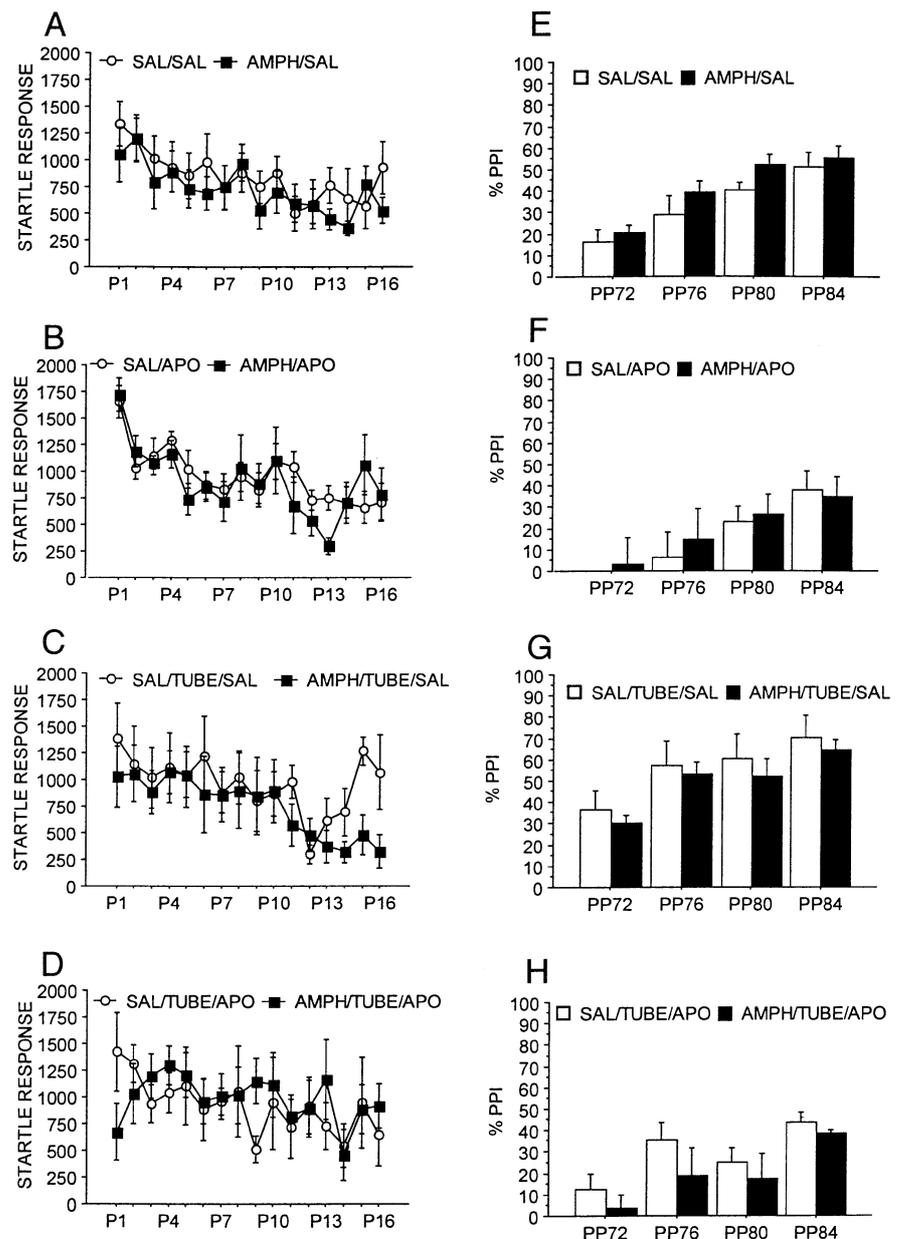 A
SAL/SAL AMPH/SAL
STARTLE RESPONSE
2000
1750
1500
1250
1000
750
500
250
0
P1 P4 P7 P10 P13 P16
E
SAL/SAL AMPH/SAL
% PPI
100
90
80
70
60
50
40
30
20
10
0
PP72 PP76 PP80 PP84
B
SAL/APO AMPH/APO
STARTLE RESPONSE
2000
1750
1500
1250
1000
750
500
250
0
P1 P4 P7 P10 P13 P16
F
SAL/APO AMPH/APO
% PPI
100
90
80
70
60
50
40
30
20
10
0
PP72 PP76 PP80 PP84
C
SAL/TUBE/SAL AMPH/TUBE/SAL
STARTLE RESPONSE
2000
1750
1500
1250
1000
750
500
250
0
P1 P4 P7 P10 P13 P16
G
SAL/TUBE/SAL AMPH/TUBE/SAL
% PPI
100
90
80
70
60
50
40
30
20
10
0
PP72 PP76 PP80 PP84
D
SAL/TUBE/APO AMPH/TUBE/APO
STARTLE RESPONSE
2000
1750
1500
1250
1000
750
500
250
0
P1 P4 P7 P10 P13 P16
H
SAL/TUBE/APO AMPH/TUBE/APO
% PPI
100
90
80
70
60
50
40
30
20
10
0
PP72 PP76 PP80 PP84